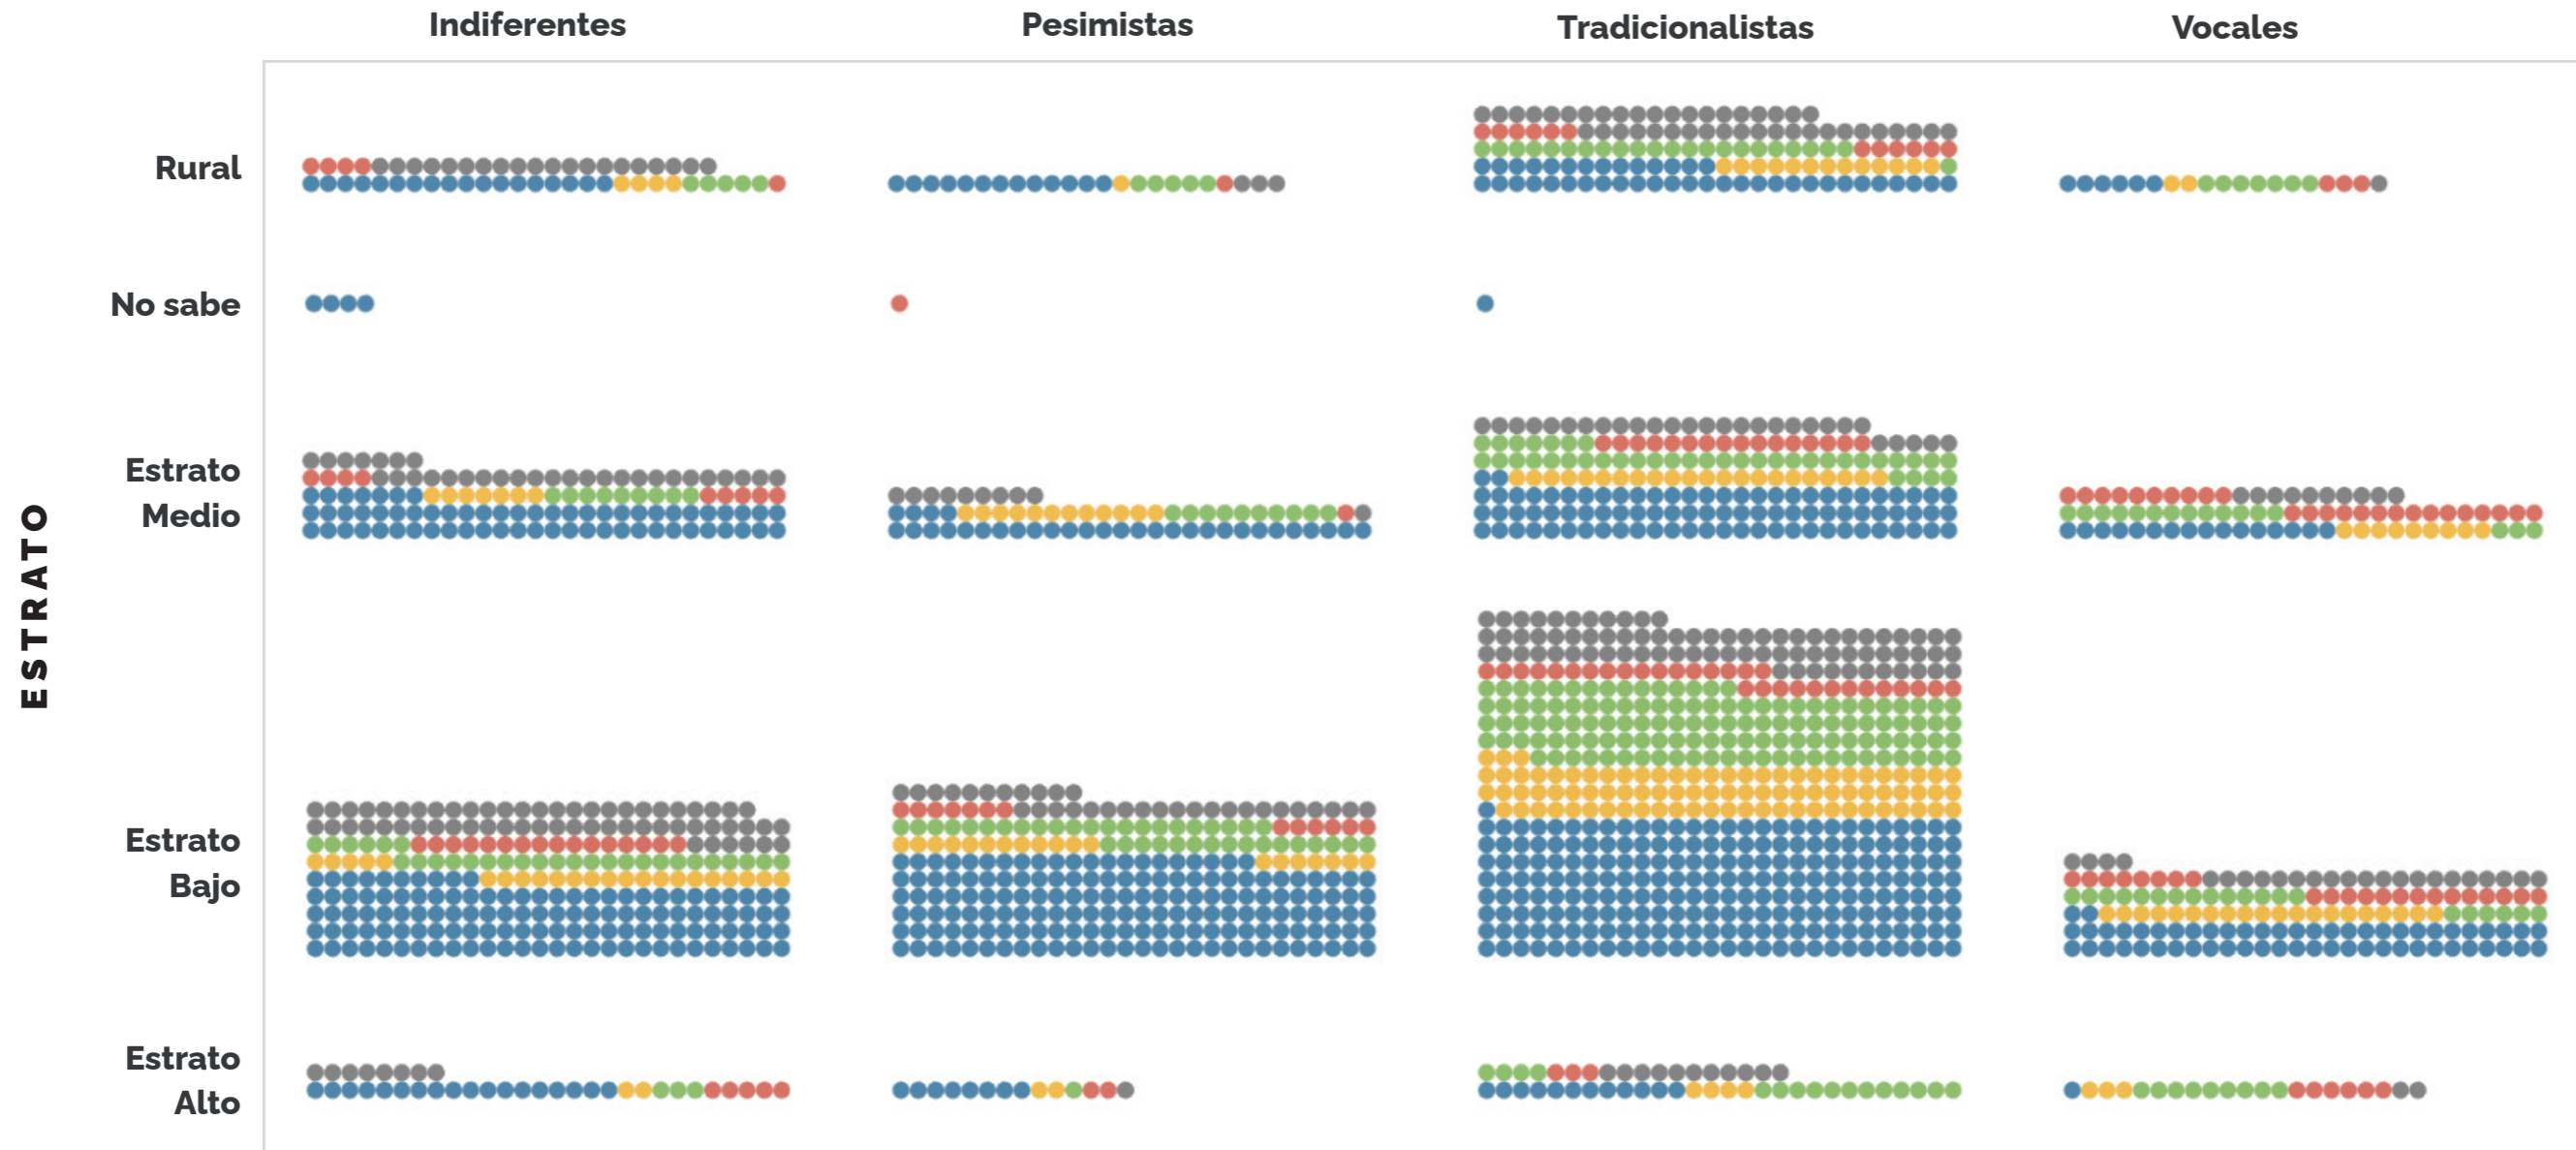 Indiferentes
Pesimistas
Tradicionalistas
Vocales
ESTRATO
Rural
No sabe
Estrato
Medio
Estrato
Bajo
Estrato
Alto